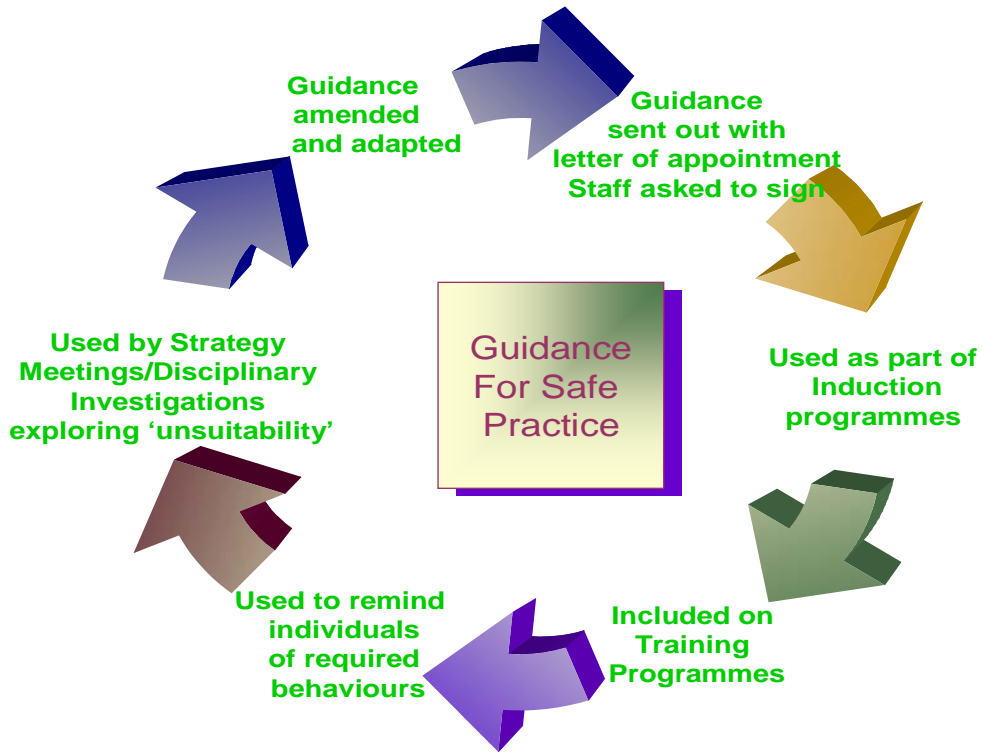 Guidance
amended
and adapted
Guidance
sent out with
letter of appointment
Staff asked to sign
Used as part of
Induction
programmes
Included on
Training
Programmes
Used to remind
individuals
of required
behaviours
Used by Strategy
Meetings/Disciplinary
Investigations
exploring ‘unsuitability’
Guidance
For Safe
Practice